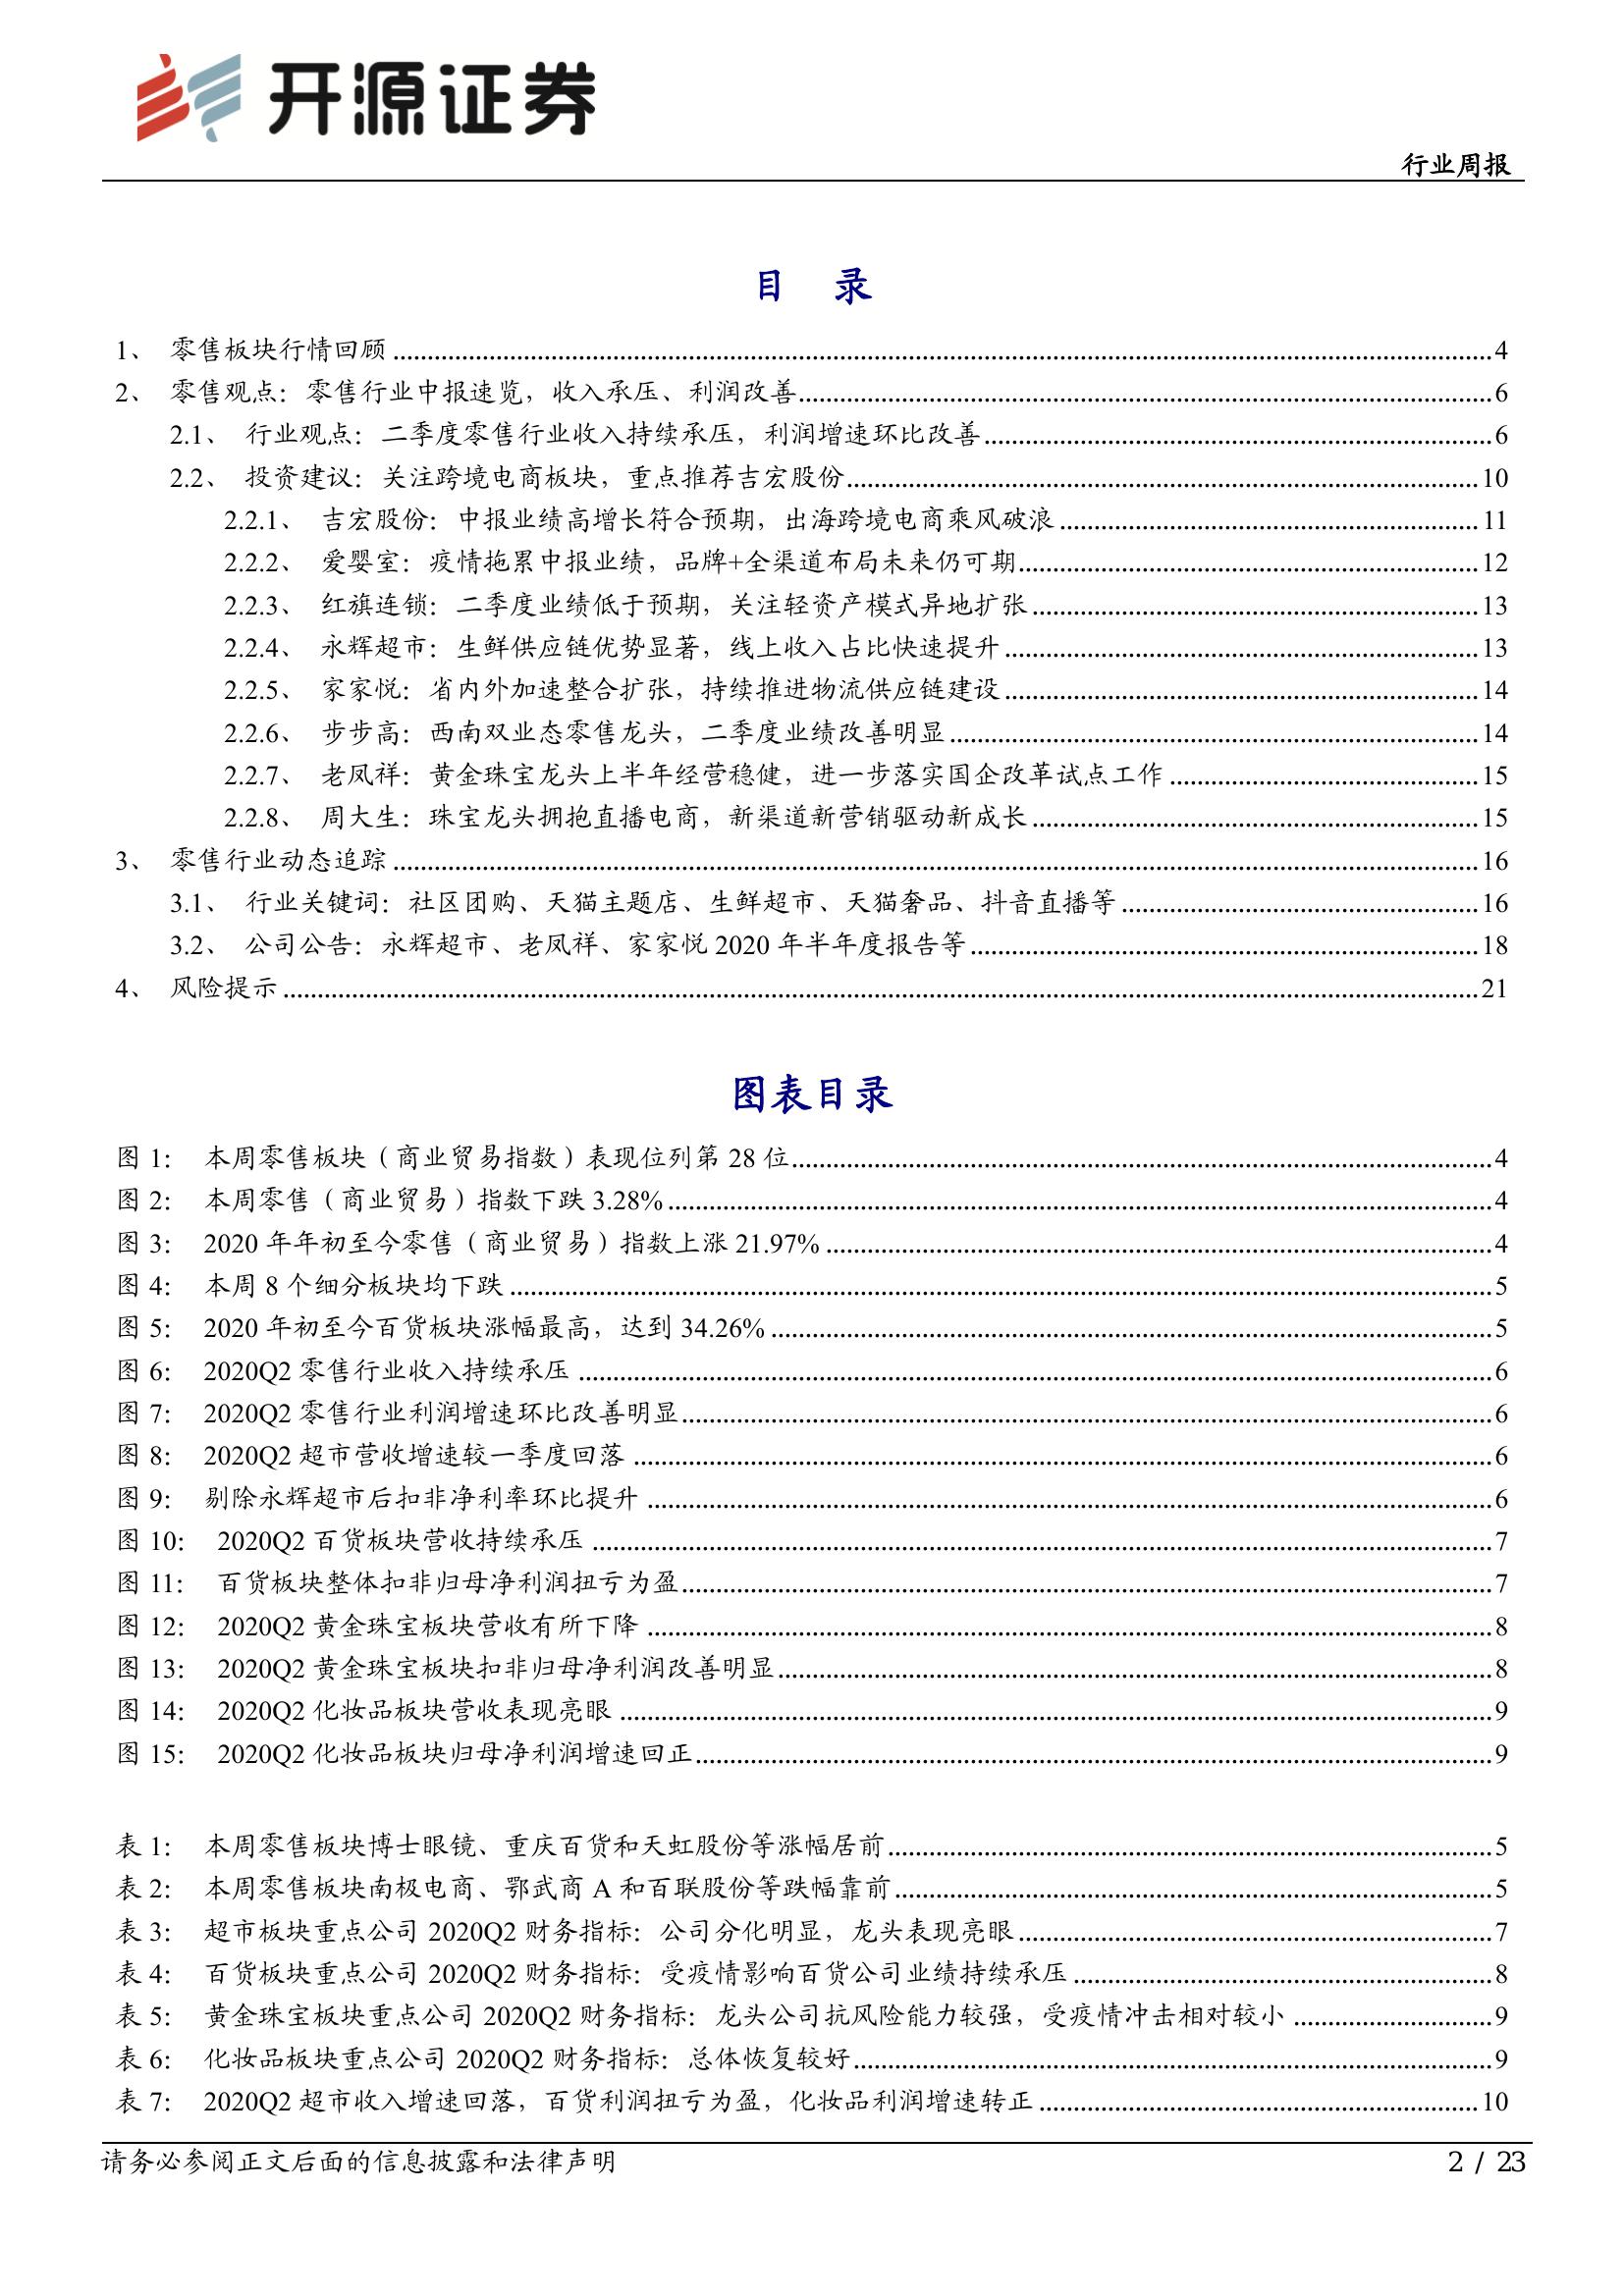 开源证券
行业周报
目 录
1、 零售板块行情回顾 4
2、 零售观点：零售行业中报速览，收入承压、利润改善 6
2.1、 行业观点：二季度零售行业收入持续承压，利润增速环比改善 6
2.2、 投资建议：关注跨境电商板块，重点推荐吉宏股份 10
2.2.1、 吉宏股份：中报业绩高增长符合预期，出海跨境电商乘风破浪 11
2.2.2、 爱婴室：疫情拖累中报业绩，品牌+全渠道布局未来仍可期 12
2.2.3、 红旗连锁：二季度业绩低于预期，关注轻资产模式异地扩张 13
2.2.4、 永辉超市：生鲜供应链优势显著，线上收入占比快速提升 13
2.2.5、 家家悦：省内外加速整合扩张，持续推进物流供应链建设 14
2.2.6、 步步高：西南双业态零售龙头，二季度业绩改善明显 14
2.2.7、 老凤祥：黄金珠宝龙头上半年经营稳健，进一步落实国企改革试点工作 15
2.2.8、 周大生：珠宝龙头拥抱直播电商，新渠道新营销驱动新成长 15
3、 零售行业动态追踪 16
3.1、 行业关键词：社区团购、天猫主题店、生鲜超市、天猫奢品、抖音直播等 16
3.2、 公司公告：永辉超市、老凤祥、家家悦 2020 年半年度报告等 18
4、 风险提示 21
图表目录
图 1： 本周零售板块（商业贸易指数）表现位列第 28 位 4
图 2： 本周零售（商业贸易）指数下跌 3.28% 4
图 3： 2020 年年初至今零售（商业贸易）指数上涨 21.97% 4
图 4： 本周 8 个细分板块均下跌 5
图 5： 2020 年初至今百货板块涨幅最高，达到 34.26% 5
图 6： 2020Q2 零售行业收入持续承压 6
图 7： 2020Q2 零售行业利润增速环比改善明显 6
图 8： 2020Q2 超市营收增速较一季度回落 6
图 9： 剔除永辉超市后扣非净利率环比提升 6
图 10： 2020Q2 百货板块营收持续承压 7
图 11： 百货板块整体扣非归母净利润扭亏为盈 7
图 12： 2020Q2 黄金珠宝板块营收有所下降 8
图 13： 2020Q2 黄金珠宝板块扣非归母净利润改善明显 8
图 14： 2020Q2 化妆品板块营收表现亮眼 9
图 15： 2020Q2 化妆品板块归母净利润增速回正 9
表 1： 本周零售板块博士眼镜、重庆百货和天虹股份等涨幅居前 5
表 2： 本周零售板块南极电商、鄂武商 A 和百联股份等跌幅靠前 5
表 3： 超市板块重点公司 2020Q2 财务指标：公司分化明显，龙头表现亮眼 7
表 4： 百货板块重点公司 2020Q2 财务指标：受疫情影响百货公司业绩持续承压 8
表 5： 黄金珠宝板块重点公司 2020Q2 财务指标：龙头公司抗风险能力较强，受疫情冲击相对较小 9
表 6： 化妆品板块重点公司 2020Q2 财务指标：总体恢复较好 9
表 7： 2020Q2 超市收入增速回落，百货利润扭亏为盈，化妆品利润增速转正 10
请务必参阅正文后面的信息披露和法律声明 2 / 23